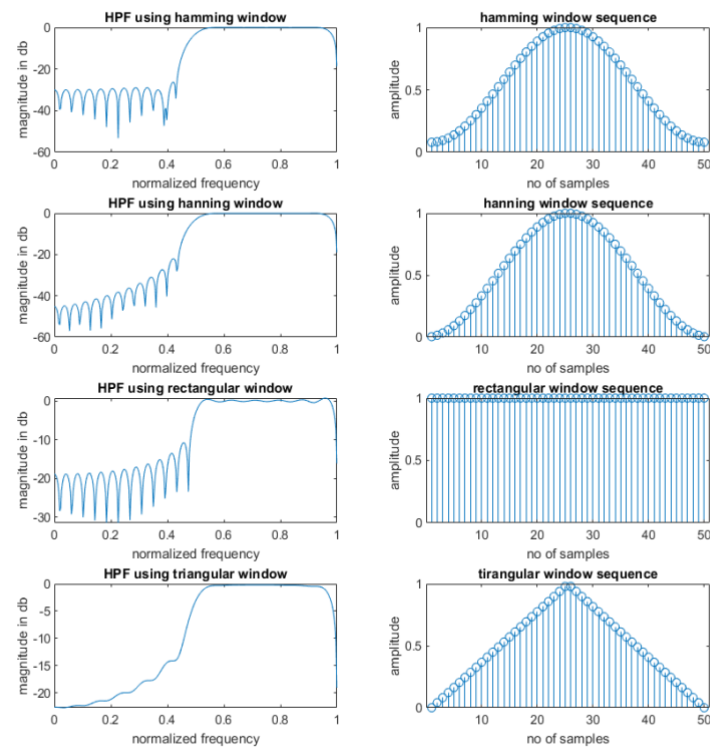 HPF using hamming window
magnitude in db
0
-20
-40
-60
0 0.2 0.4 0.6 0.8 1
normalized frequency
hamming window sequence
amplitude
1
0.5
0
10 20 30 40 50
no of samples
HPF using hanning window
magnitude in db
0
-20
-40
-60
0 0.2 0.4 0.6 0.8 1
normalized frequency
hanning window sequence
amplitude
1
0.5
0
10 20 30 40 50
no of samples
HPF using rectangular window
magnitude in db
0
-10
-20
-30
0 0.2 0.4 0.6 0.8 1
normalized frequency
rectangular window sequence
amplitude
1
0.5
0
10 20 30 40 50
no of samples
HPF using triangular window
magnitude in db
0
-5
-10
-15
-20
0 0.2 0.4 0.6 0.8 1
normalized frequency
tirangular window sequence
amplitude
1
0.5
0
10 20 30 40 50
no of samples